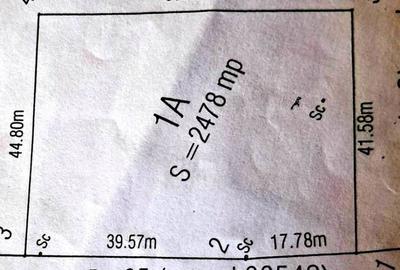 1A
S = 2478 mp
Sc.
44.80m
41.58m
3
Sc
39.57m
2
Sc
17.78m